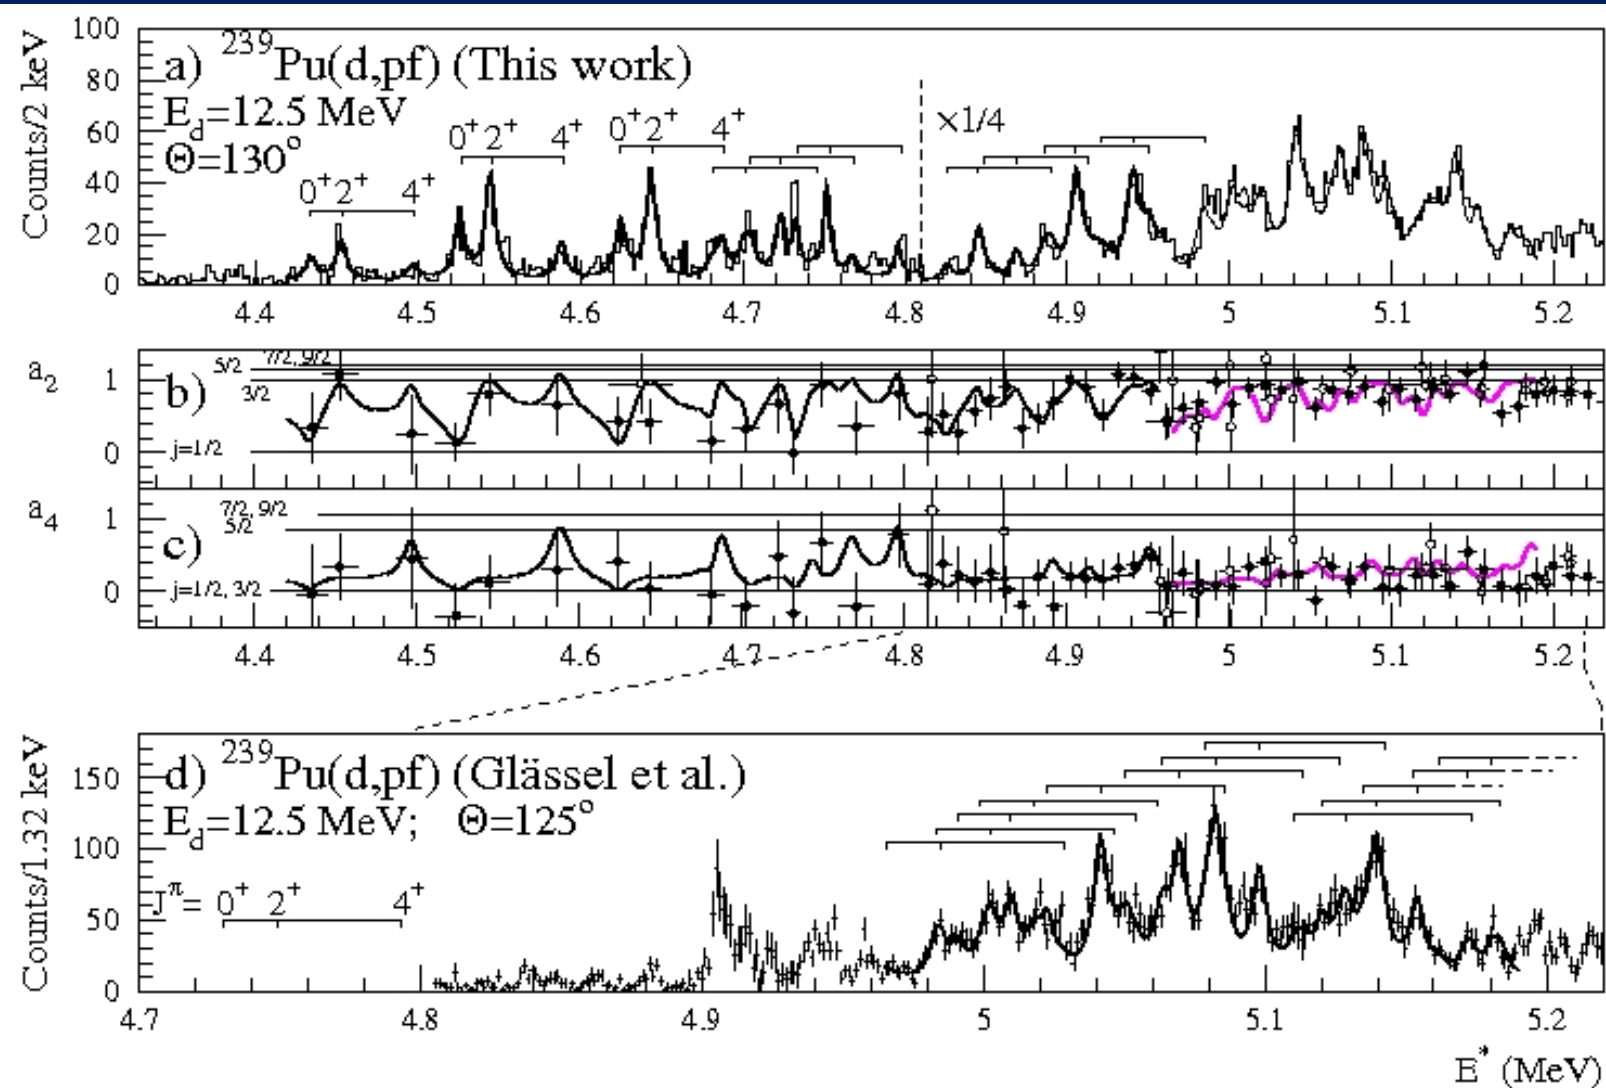 Counts/2 keV
100
80
60
40
20
0
a) ²³⁹Pu(d,pf) (This work)
E_d=12.5 MeV
Θ=130°
0⁺ 2⁺ 4⁺
0⁺ 2⁺ 4⁺
0⁺ 2⁺ 4⁺
×1/4
4.4 4.5 4.6 4.7 4.8 4.9 5 5.1 5.2
a₂
1
0
b)
5/2
7/2, 9/2
3/2
j=1/2
a₄
1
0
c)
7/2, 9/2
5/2
j=1/2, 3/2
4.4 4.5 4.6 4.7 4.8 4.9 5 5.1 5.2
Counts/1.32 keV
150
100
50
0
d) ²³⁹Pu(d,pf) (Glässel et al.)
E_d=12.5 MeV; Θ=125°
J^π= 0⁺ 2⁺ 4⁺
4.7 4.8 4.9 5 5.1 5.2
E* (MeV)